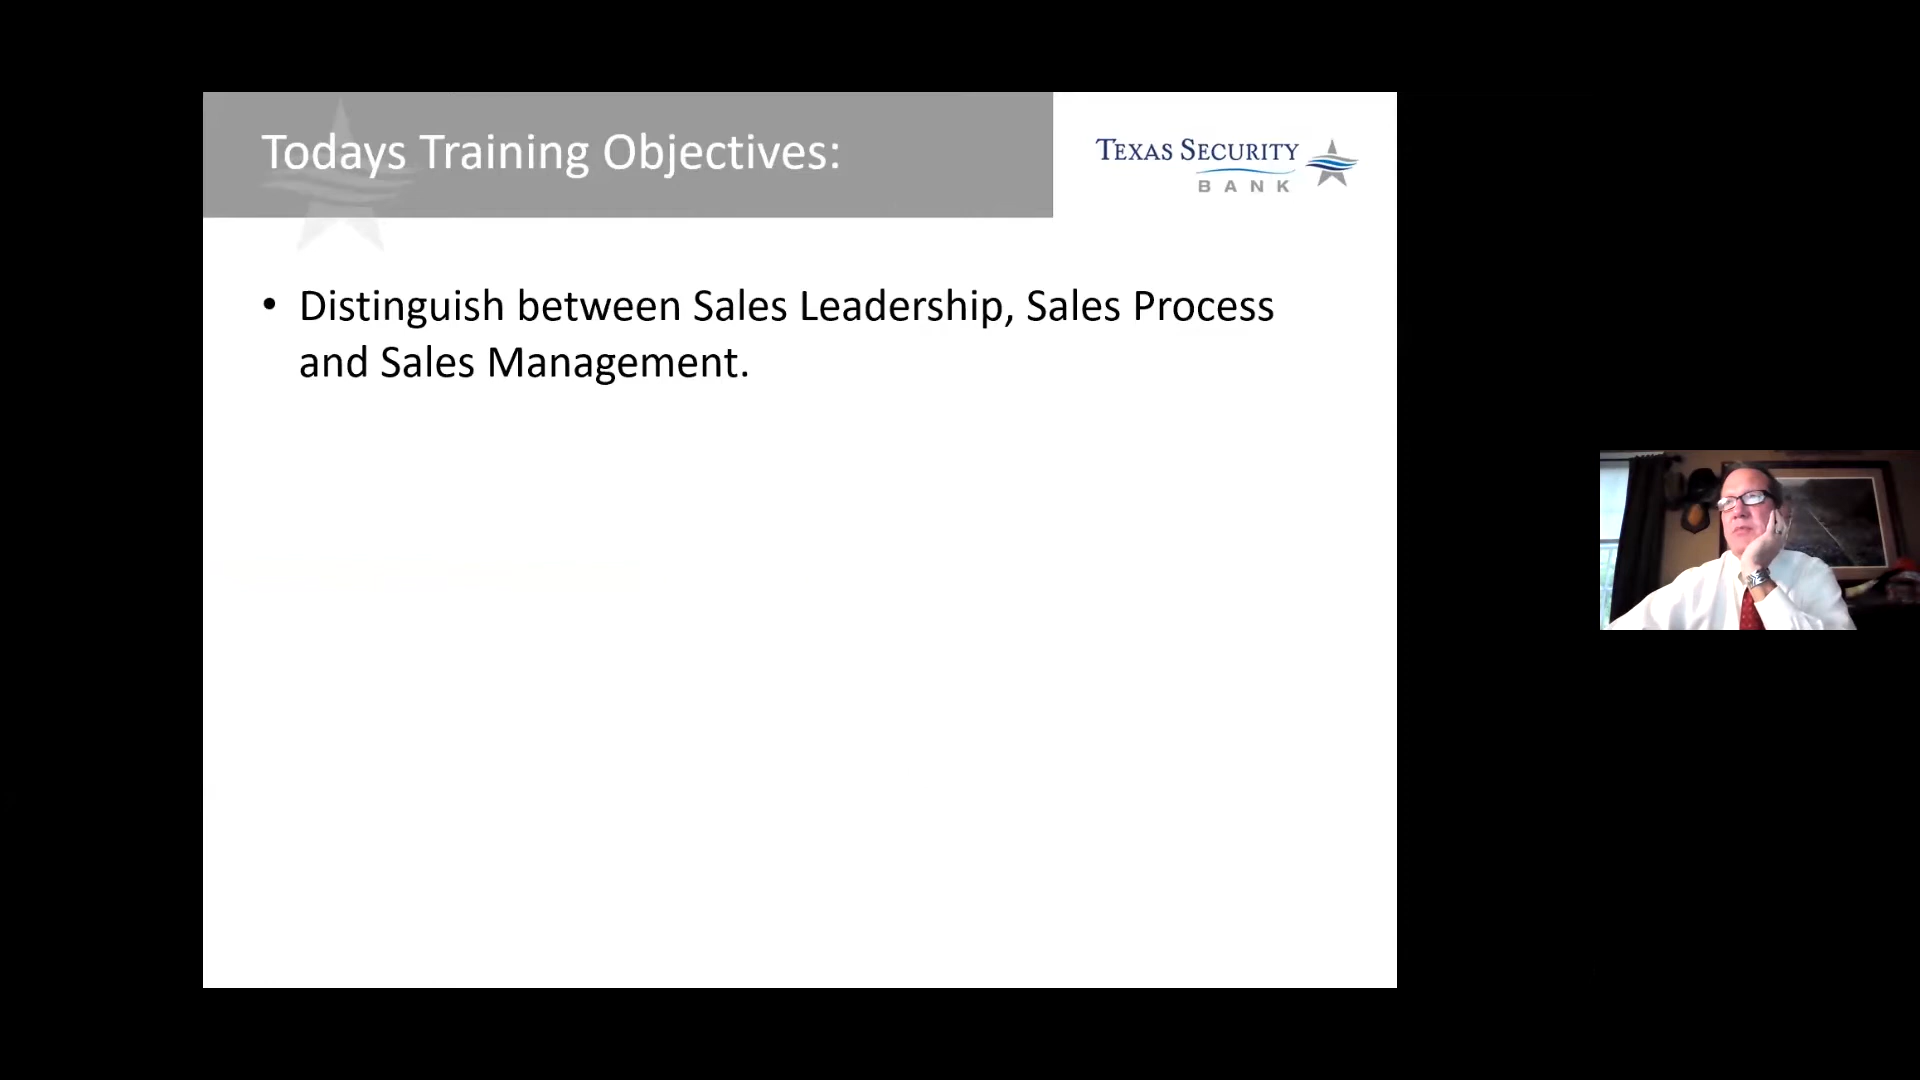 Todays Training Objectives:
TEXAS SECURITY
BANK
• Distinguish between Sales Leadership, Sales Process
and Sales Management.